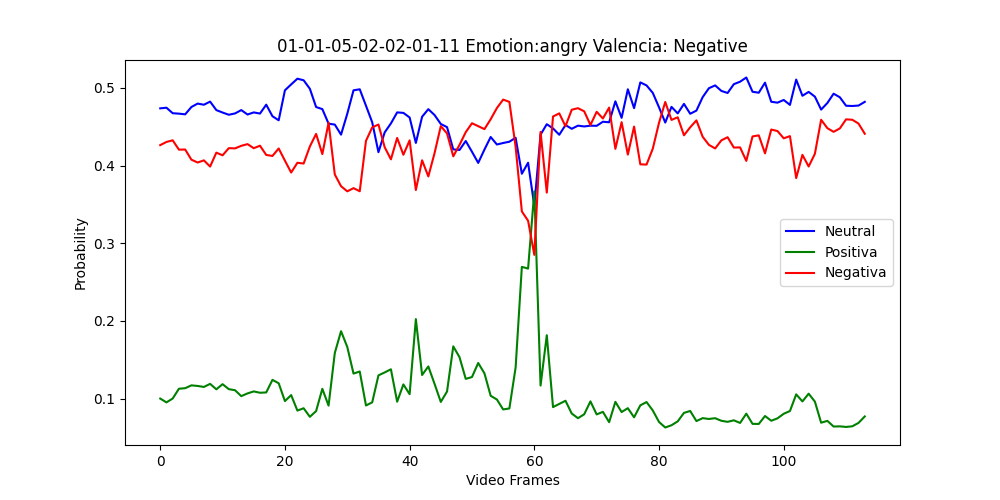 01-01-05-02-02-01-11 Emotion:angry Valencia: Negative
0.5
0.4
0.3
0.2
0.1
Probability
Neutral
Positiva
Negativa
0 20 40 60 80 100
Video Frames